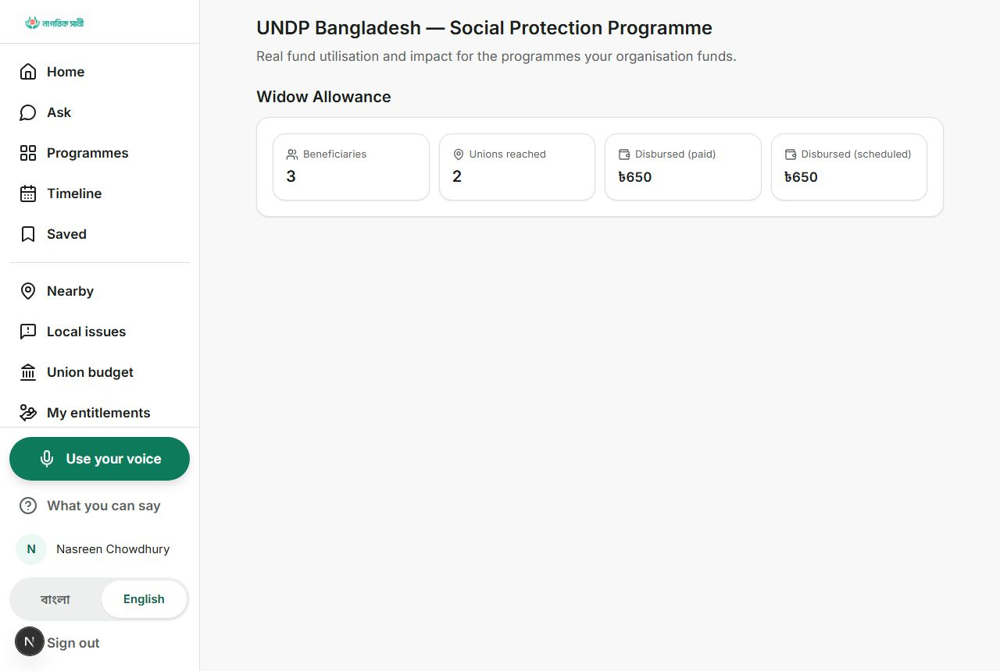 নাগরিক সাথী
Home
Ask
Programmes
Timeline
Saved
Nearby
Local issues
Union budget
My entitlements
Use your voice
What you can say
N
Nasreen Chowdhury
বাংলা
English
N
Sign out
UNDP Bangladesh — Social Protection Programme
Real fund utilisation and impact for the programmes your organisation funds.
Widow Allowance
Beneficiaries
3
Unions reached
2
Disbursed (paid)
৳650
Disbursed (scheduled)
৳650